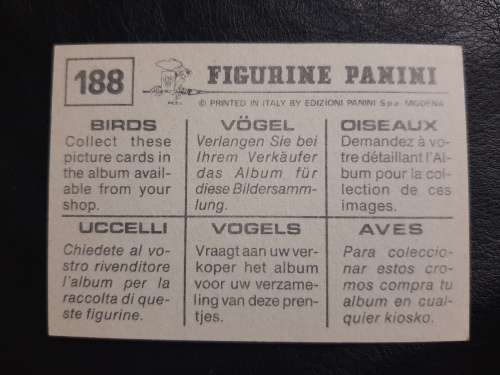 188
FIGURINE PANINI
© PRINTED IN ITALY BY EDIZIONI PANINI S.p.a. MODENA
BIRDS
Collect these
picture cards in
the album avail-
able from your
shop.
VÖGEL
Verlangen Sie bei
Ihrem Verkäufer
das Album für
diese Bildersamm-
lung.
OISEAUX
Demandez à vo-
tre détaillant l'Al-
bum pour la co-
llection de ces
images.
UCCELLI
Chiedete al vo-
stro rivenditore
l'album per la
raccolta di que-
ste figurine.
VOGELS
Vraagt aan uw ver-
koper het album
voor uw verzame-
ling van deze pren-
tjes.
AVES
Para coleccio-
nar estos cro-
mos compra tu
album en cual-
quier kiosko.